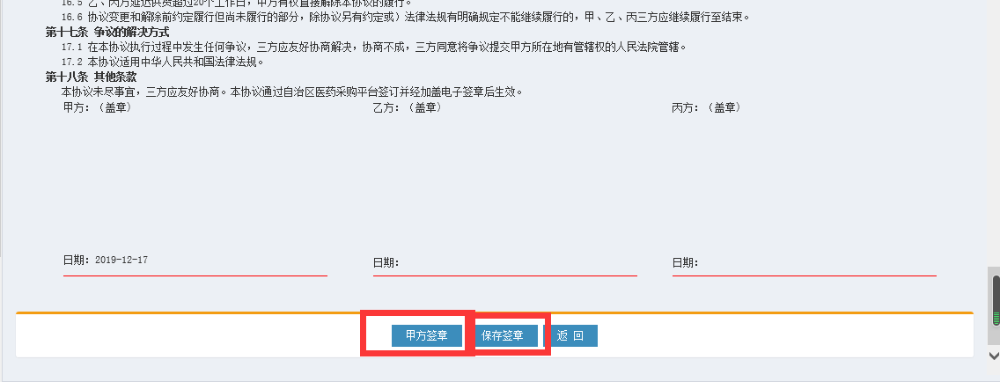 16.5 乙、丙方延迟供货超过20个工作日，甲方有权直接解除本协议的履行。
16.6 协议变更和解除前约定履行但尚未履行的部分，除协议另有约定或）法律法规有明确规定不能继续履行的，甲、乙、丙三方应继续履行至结束。
第十七条 争议的解决方式
17.1 在本协议执行过程中发生任何争议，三方应友好协商解决，协商不成，三方同意将争议提交甲方所在地有管辖权的人民法院管辖。
17.2 本协议适用中华人民共和国法律法规。
第十八条 其他条款
本协议未尽事宜，三方应友好协商。本协议通过自治区医药采购平台签订并经加盖电子签章后生效。
甲方：（盖章） 乙方：（盖章） 丙方：（盖章）
日期：2019-12-17 日期： 日期：
甲方签章 保存签章 返 回